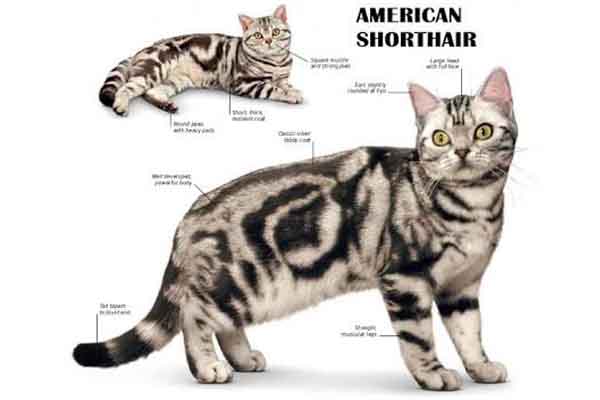 AMERICAN
SHORTHAIR
Square muzzle
and strong jaws
Large head
with full face
Ears slightly
rounded at tips
Round paws
with heavy pads
Short, thick,
resilient coat
Classic silver
tabby coat
Well developed,
powerful body
Tail tapers
to blunt end
Straight,
muscular legs